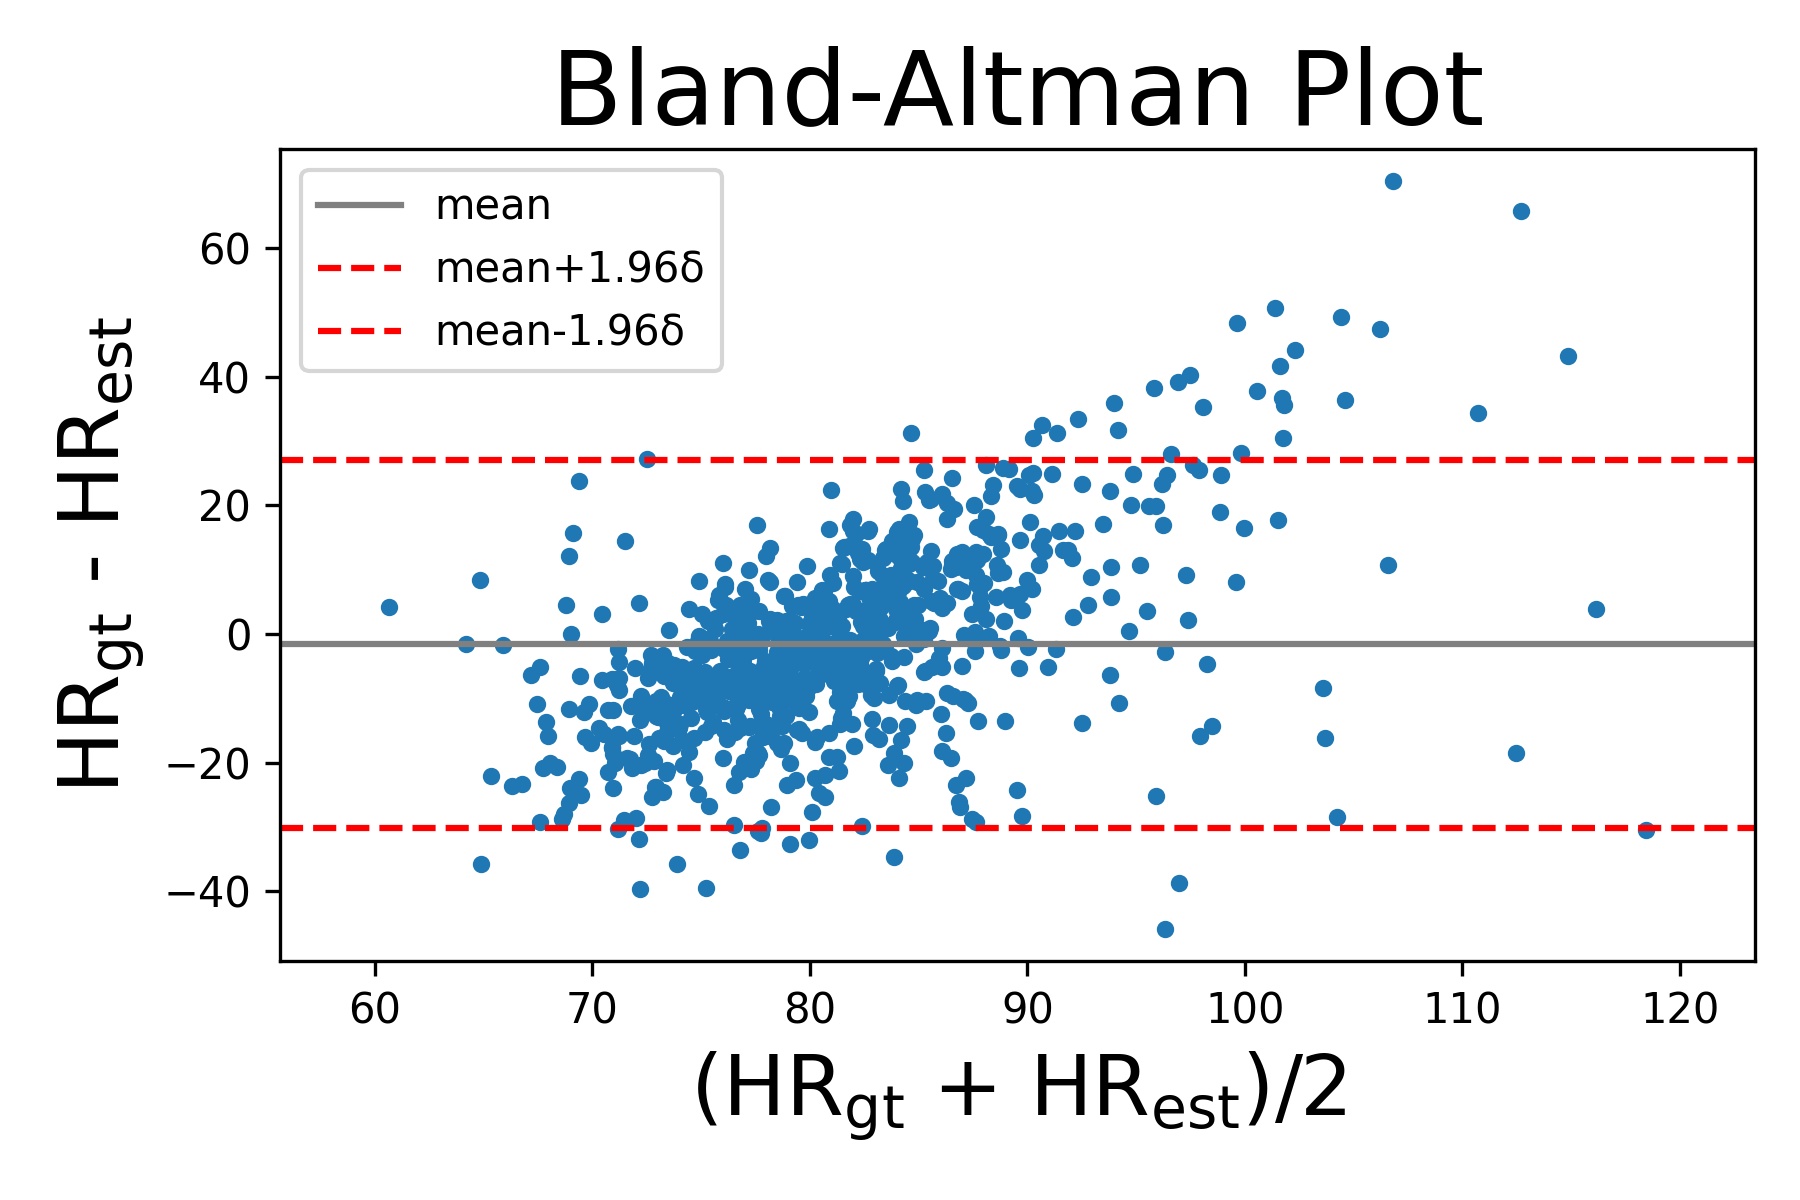 Bland-Altman Plot
mean
mean+1.96δ
mean-1.96δ
HRgt - HRest
60
40
20
0
−20
−40
60 70 80 90 100 110 120
(HRgt + HRest)/2